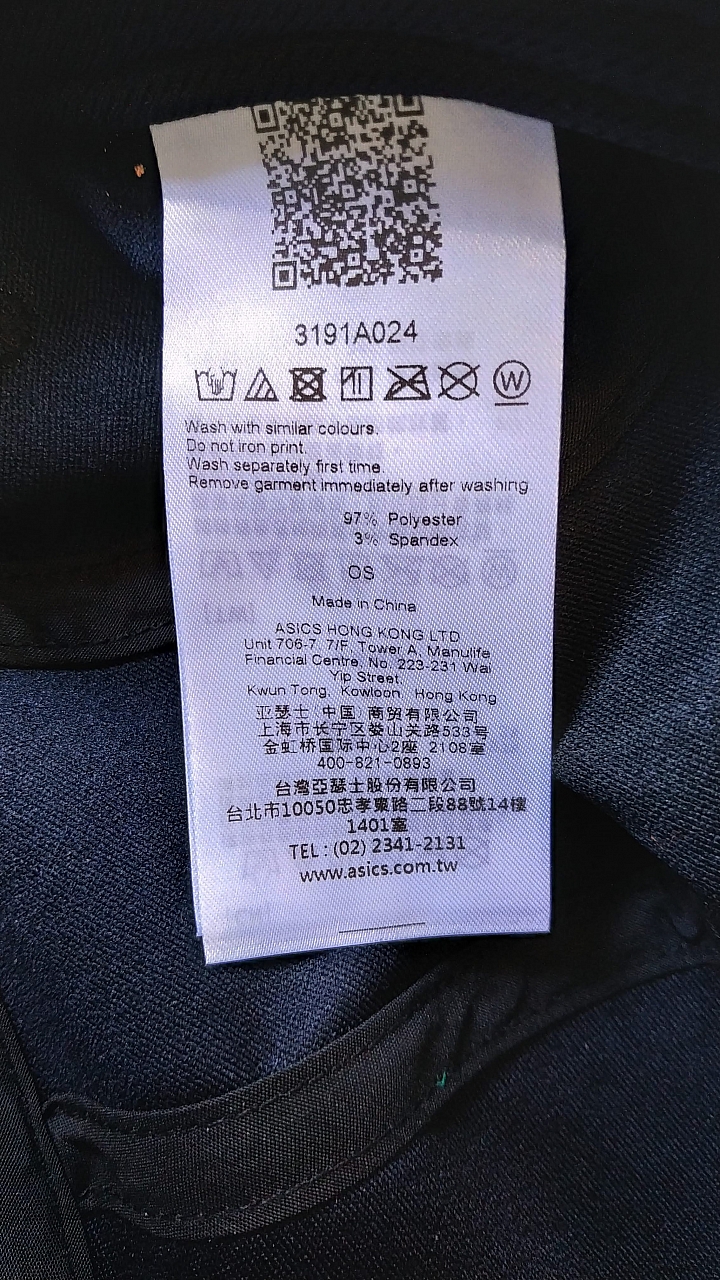 3191A024
W
Wash with similar colours.
Do not iron print.
Wash separately first time.
Remove garment immediately after washing
97% Polyester
3% Spandex
OS
Made in China
ASICS HONG KONG LTD
Unit 706-7, 7/F, Tower A, Manulife
Financial Centre, No. 223-231 Wai
Yip Street,
Kwun Tong, Kowloon, Hong Kong
亚瑟士(中国)商贸有限公司
上海市长宁区娄山关路533号
金虹桥国际中心2座 2108室
400-821-0893
台灣亞瑟士股份有限公司
台北市10050忠孝東路二段88號14樓
1401室
TEL : (02) 2341-2131
www.asics.com.tw